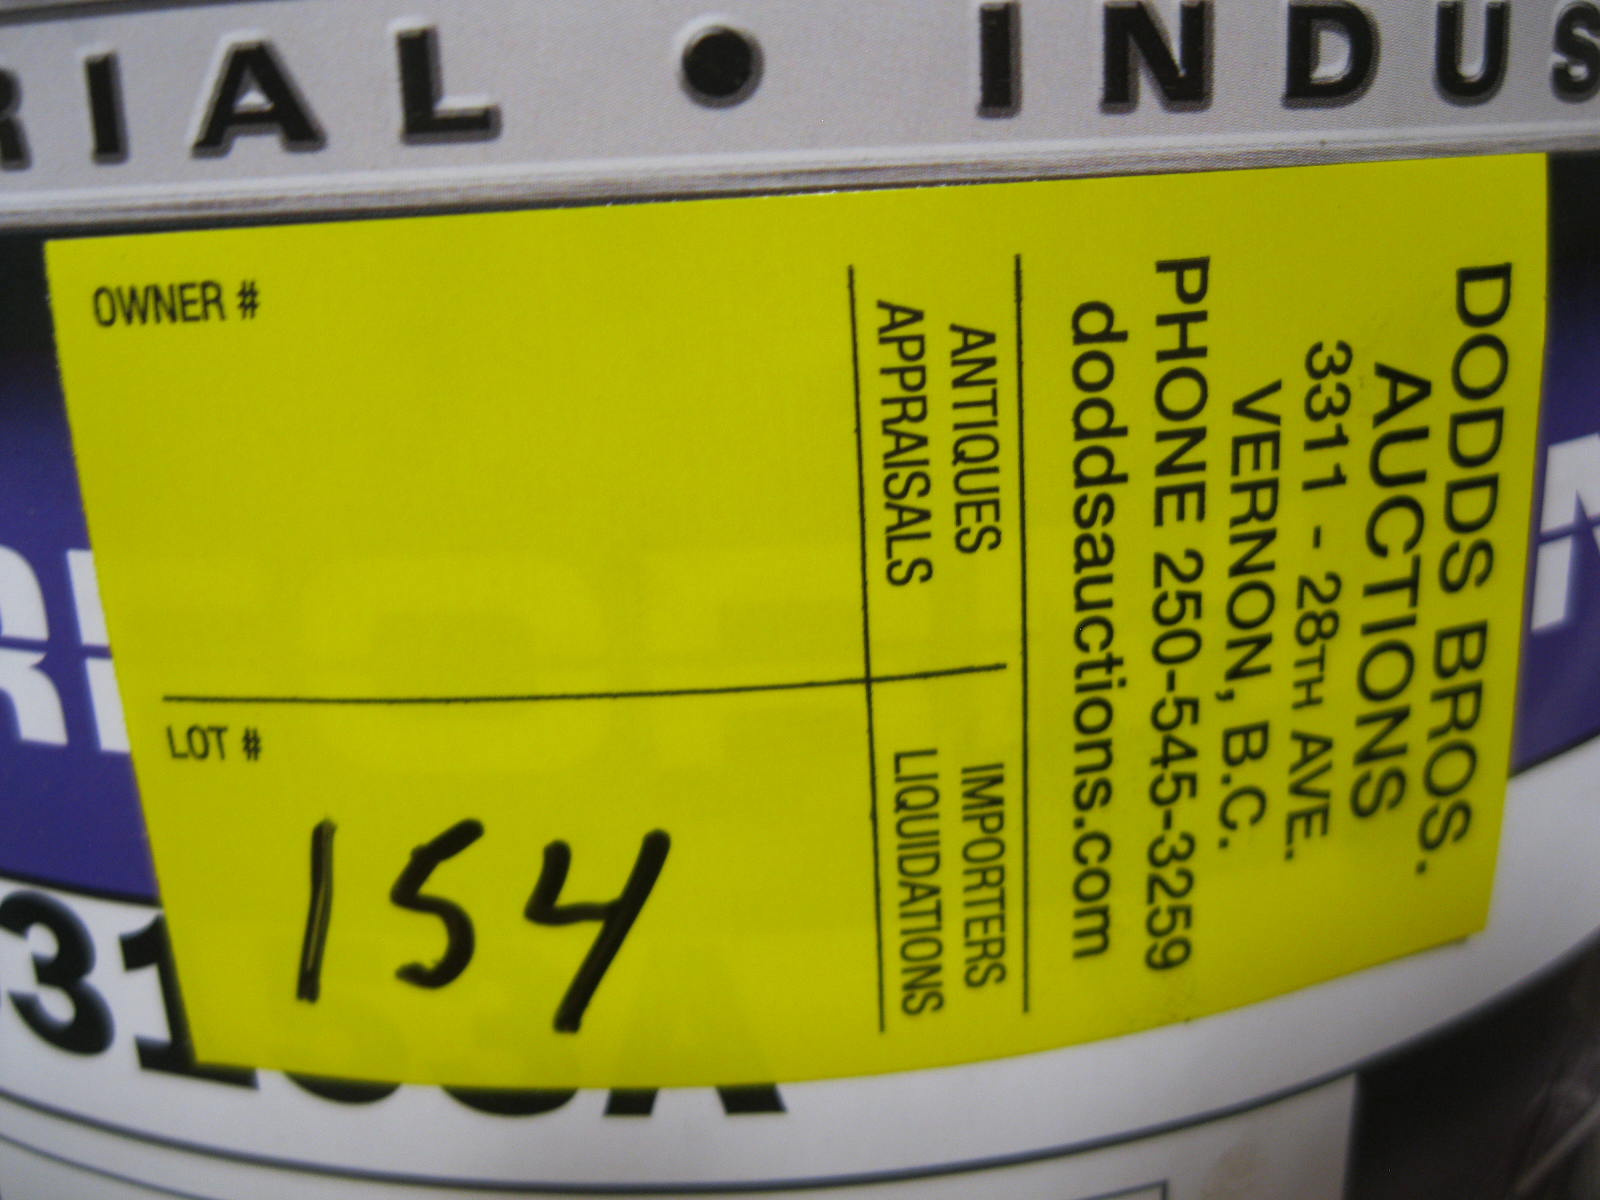 RIAL • INDUS
DODDS BROS.
AUCTIONS
3311 - 28TH AVE.
VERNON, B.C.
PHONE 250-545-3259
doddsauctions.com
ANTIQUES IMPORTERS
APPRAISALS LIQUIDATIONS
OWNER #
LOT #
154